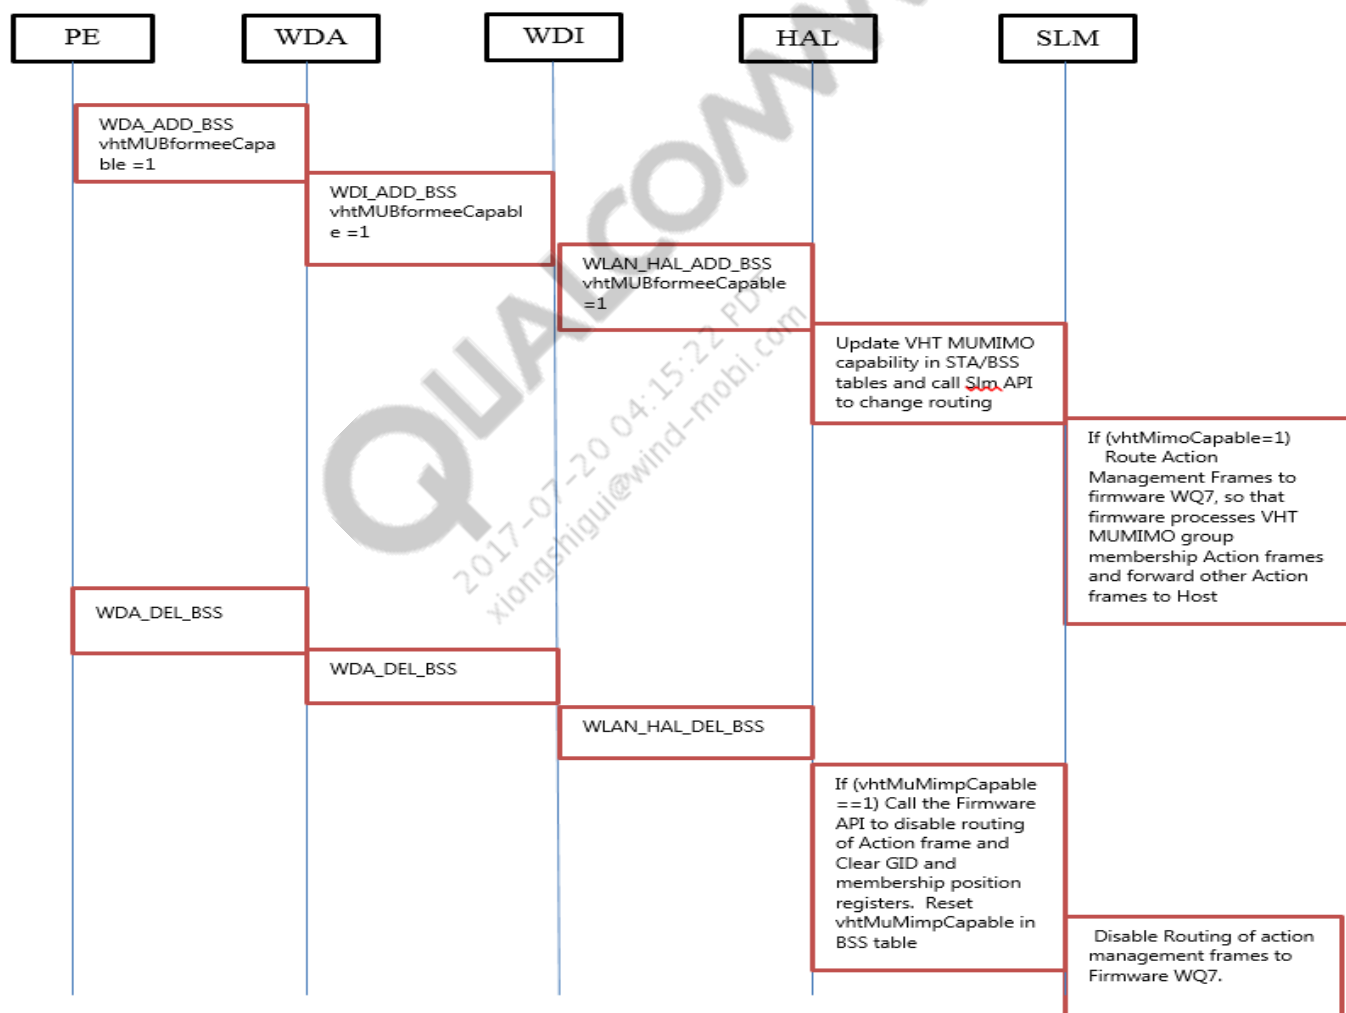 PE
WDA
WDI
HAL
SLM
WDA_ADD_BSS
vhtMUBformeeCapa
ble =1
WDI_ADD_BSS
vhtMUBformeeCapabl
e =1
WLAN_HAL_ADD_BSS
vhtMUBformeeCapable
=1
Update VHT MUMIMO
capability in STA/BSS
tables and call Slm API
to change routing
If (vhtMimoCapable=1)
Route Action
Management Frames to
firmware WQ7, so that
firmware processes VHT
MUMIMO group
membership Action frames
and forward other Action
frames to Host
WDA_DEL_BSS
WDA_DEL_BSS
WLAN_HAL_DEL_BSS
If (vhtMuMimpCapable
==1) Call the Firmware
API to disable routing
of Action frame and
Clear GID and
membership position
registers.  Reset
vhtMuMimpCapable in
BSS table
Disable Routing of action
management frames to
Firmware WQ7.
QUALCOMM
2017-07-20 04:15:22 PDT
xiongshigui@wind-mobi.com